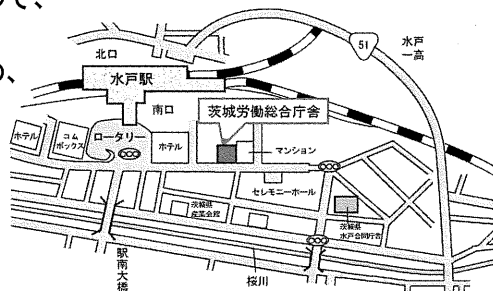 って、
の、
北口
水戸駅
南口
51
水戸
一高
茨城労働総合庁舎
ホテル
コム
ボックス
ロータリー
ホテル
マンション
セレモニーホール
茨城県
産業会館
茨城県
水戸合同庁舎
駅南大橋
桜川